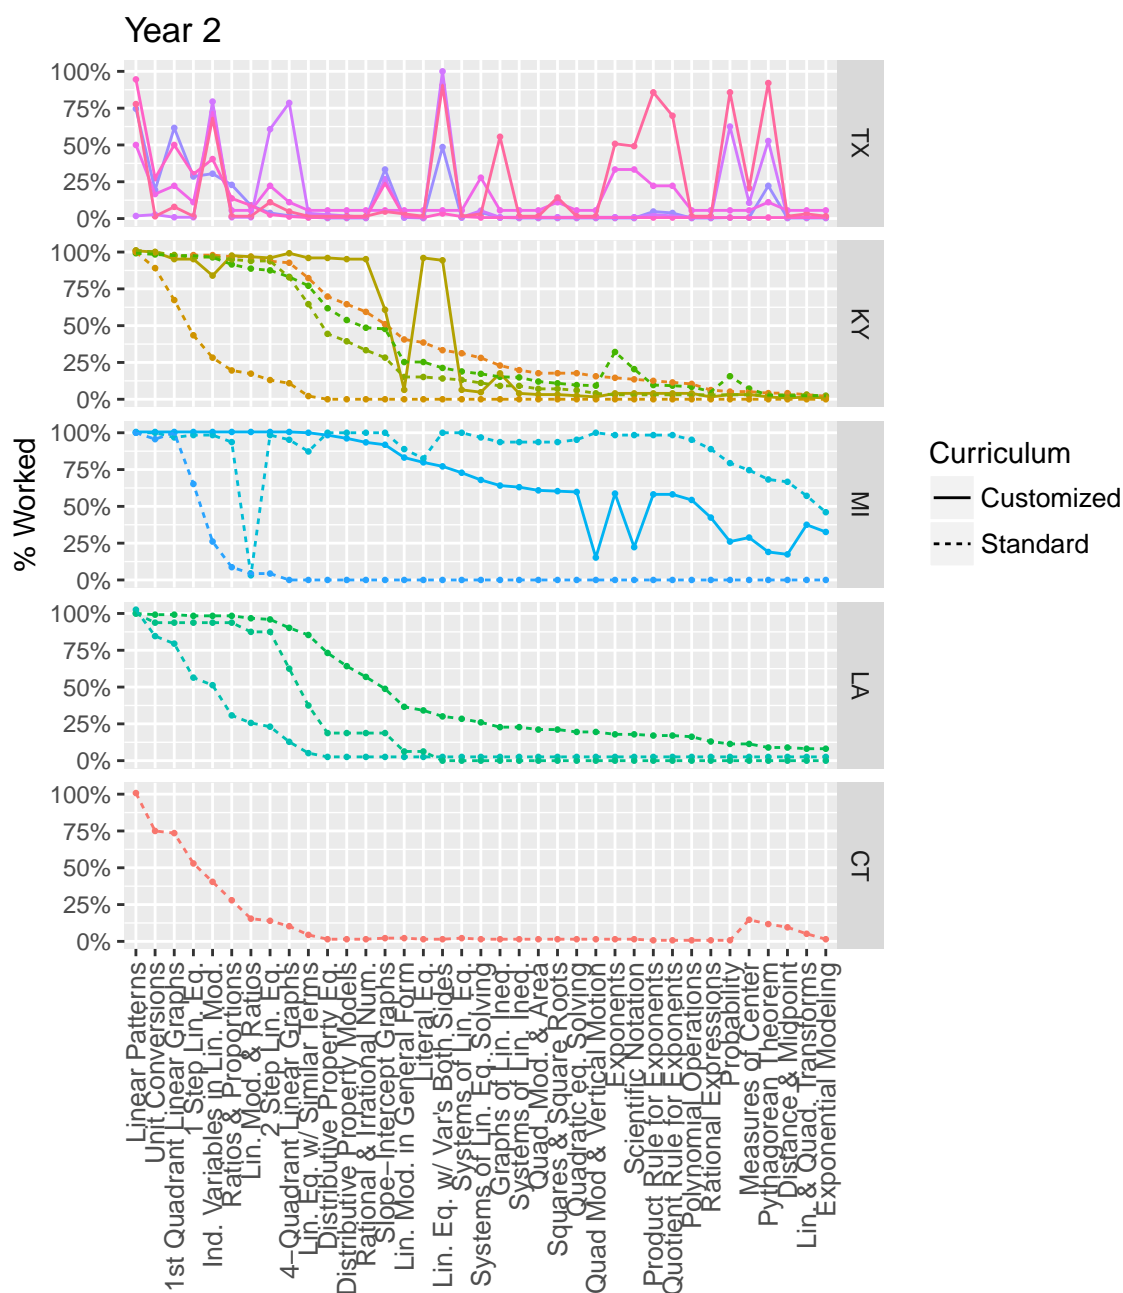 Year 2
100%
75%
50%
25%
0%
TX
100%
75%
50%
25%
0%
KY
100%
75%
50%
25%
0%
MI
100%
75%
50%
25%
0%
LA
100%
75%
50%
25%
0%
CT
% Worked
Curriculum
Customized
Standard
Linear Patterns
Unit Conversions
1st Quadrant Linear Graphs
1 Step Lin. Eq.
Ind. Variables in Lin. Mod.
Ratios & Proportions
Lin. Mod. & Ratios
2 Step Lin. Eq.
4−Quadrant Linear Graphs
Lin. Eq. w/ Similar Terms
Distributive Property Eq.
Distributive Property Models
Rational & Irrational Num.
Slope−Intercept Graphs
Lin. Mod. in General Form
Literal Eq.
Lin. Eq. w/ Var's Both Sides
Systems of Lin. Eq.
Systems of Lin. Eq. Solving
Graphs of Lin. Ineq.
Systems of Lin. Ineq.
Quad. Mod. & Area
Squares & Square Roots
Quadratic eq. Solving
Quad Mod & Vertical Motion
Exponents
Scientific Notation
Product Rule for Exponents
Quotient Rule for Exponents
Polynomial Operations
Rational Expressions
Probability
Measures of Center
Pythagorean Theorem
Distance & Midpoint
Lin. & Quad. Transforms
Exponential Modeling